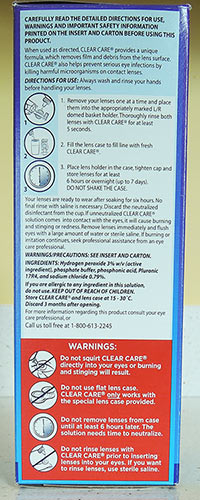 CAREFULLY READ THE DETAILED DIRECTIONS FOR USE,
WARNINGS AND IMPORTANT SAFETY INFORMATION
PRINTED ON THE INSERT AND CARTON BEFORE USING THIS
PRODUCT.
When used as directed, CLEAR CARE® provides a unique
formula, which removes film and debris from the lens surface.
CLEAR CARE® also helps prevent serious eye infections by
killing harmful microorganisms on contact lenses.
DIRECTIONS FOR USE: Always wash and rinse your hands
before handling your lenses.
1. Remove your lenses one at a time and place
them into the appropriately marked L/R
domed basket holder. Thoroughly rinse both
lenses with CLEAR CARE® for at least
5 seconds.
2. Fill the lens case to fill line with fresh
CLEAR CARE®.
3. Place lens holder in the case, tighten cap and
store lenses for at least
6 hours or overnight (up to 7 days).
DO NOT SHAKE THE CASE.
Your lenses are ready to wear after soaking for six hours. No
final rinse with saline is necessary. Discard the neutralized
disinfectant from the cup. If unneutralized CLEAR CARE®
solution comes into contact with the eyes, it will cause burning
and stinging or redness. Remove lenses immediately and flush
eyes with a large amount of water or sterile saline. If burning or
irritation continues, seek professional assistance from an eye
care professional.
WARNINGS/PRECAUTIONS: SEE INSERT AND CARTON.
INGREDIENTS: Hydrogen peroxide 3% w/v (active
ingredient), phosphate buffer, phosphonic acid, Pluronic
17R4, and sodium chloride 0.79%.
If you are allergic to any ingredient in this solution,
do not use. KEEP OUT OF REACH OF CHILDREN.
Store CLEAR CARE® and lens case at 15 - 30°C.
Discard 3 months after opening.
For more information regarding this product consult your eye
care professional, or
Call us toll free at 1-800-613-2245
WARNINGS:
Do not squirt CLEAR CARE®
directly into your eyes or burning
and stinging will result.
Do not use flat lens case.
CLEAR CARE® only works with
the special lens case provided.
Do not remove lenses from case
until at least 6 hours later. The
solution needs time to neutralize.
Do not rinse lenses with
CLEAR CARE® prior to inserting
lenses into your eyes. If you want
to rinse lenses, use sterile saline.